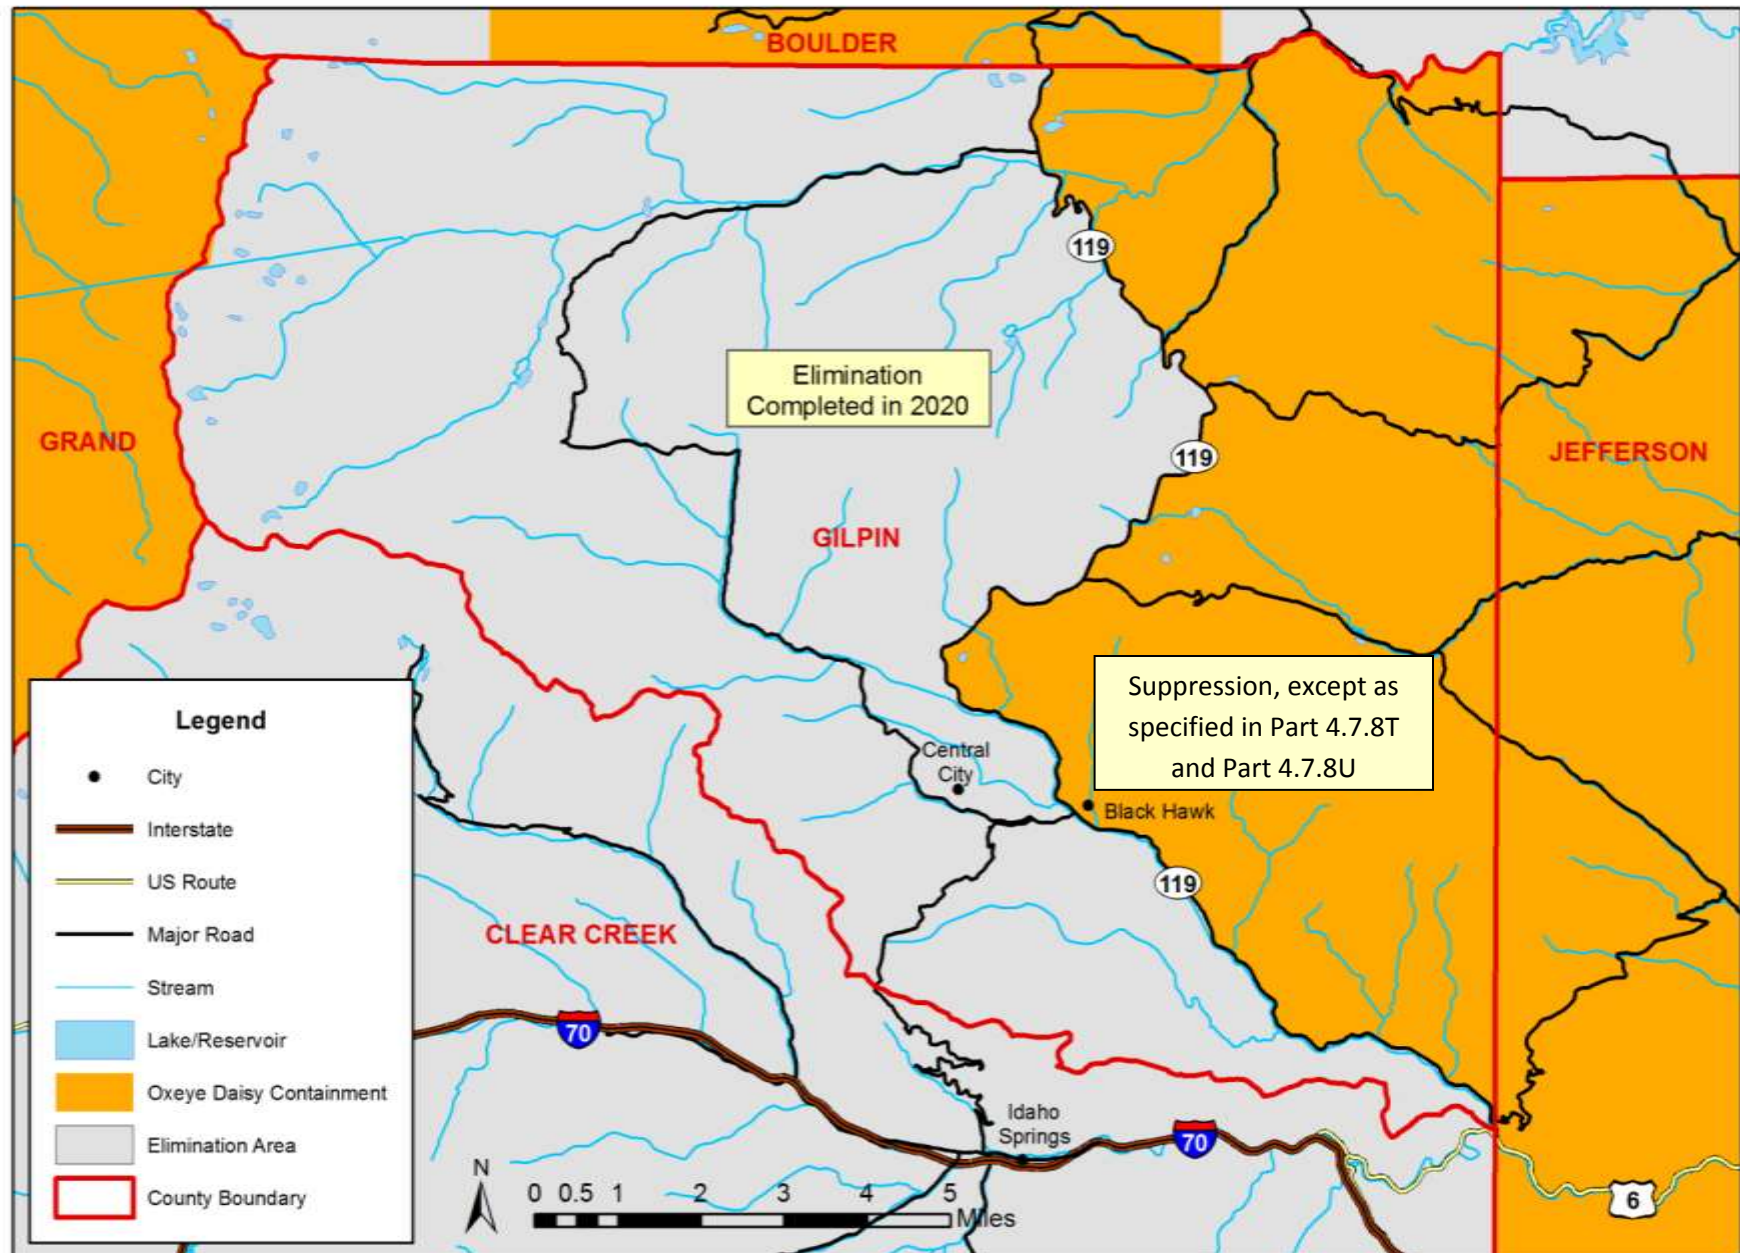 BOULDER
119
Elimination
Completed in 2020
GRAND
119
JEFFERSON
GILPIN
Suppression, except as
specified in Part 4.7.8T
and Part 4.7.8U
Central
City
Black Hawk
119
CLEAR CREEK
70
Idaho
Springs
70
6
Legend
City
Interstate
US Route
Major Road
Stream
Lake/Reservoir
Oxeye Daisy Containment
Elimination Area
County Boundary
N
0 0.5 1 2 3 4 5
Miles